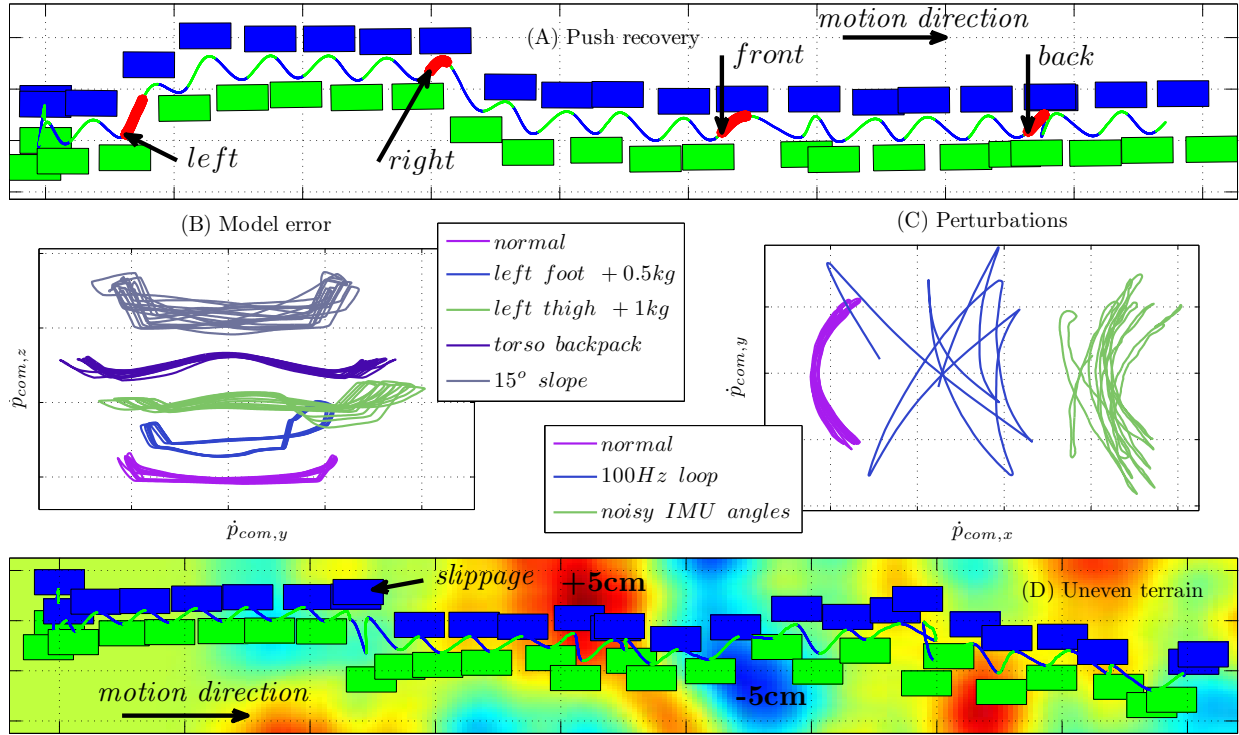 (A) Push recovery
motion direction
left
right
front
back
(B) Model error
ṗcom,z
ṗcom,y
normal
left foot +0.5kg
left thigh +1kg
torso backpack
15° slope
(C) Perturbations
ṗcom,y
ṗcom,x
normal
100Hz loop
noisy IMU angles
slippage
+5cm
(D) Uneven terrain
motion direction
-5cm